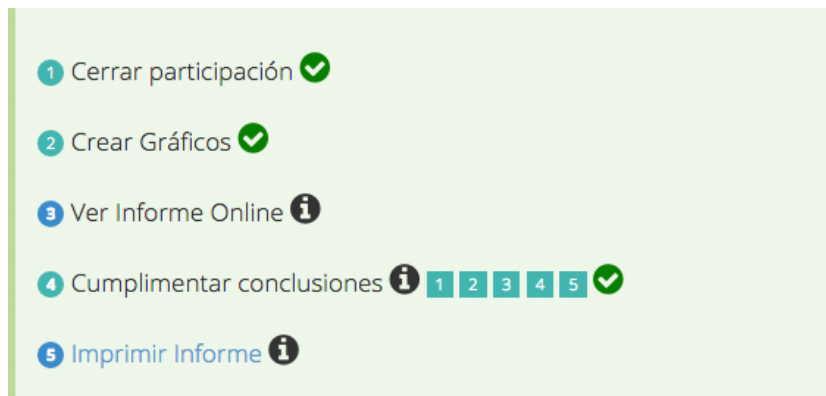 1 Cerrar participación
2 Crear Gráficos
3 Ver Informe Online
4 Cumplimentar conclusiones 1 2 3 4 5
5 Imprimir Informe